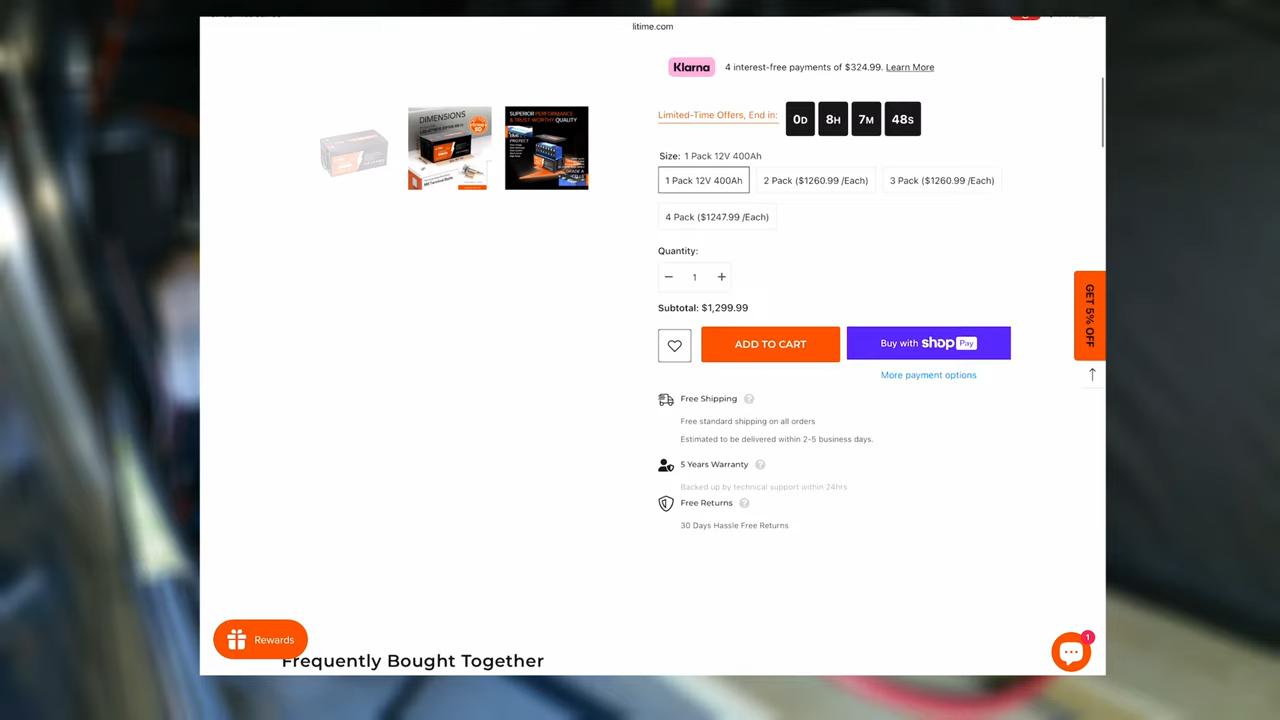 litime.com
Klarna 4 interest-free payments of $324.99. Learn More
Limited-Time Offers, End in: 0D 8H 7M 48S
Size: 1 Pack 12V 400Ah
1 Pack 12V 400Ah 2 Pack ($1260.99 /Each) 3 Pack ($1260.99 /Each)
4 Pack ($1247.99 /Each)
Quantity:
− 1 +
Subtotal: $1,299.99
ADD TO CART Buy with shop Pay
More payment options
Free Shipping ?
Free standard shipping on all orders
Estimated to be delivered within 2-5 business days.
5 Years Warranty ?
Backed up by technical support within 24hrs
Free Returns ?
30 Days Hassle Free Returns
DIMENSIONS
SUPERIOR PERFORMANCE
& TRUST WORTHY QUALITY
GET 5% OFF
Rewards
Frequently Bought Together
1